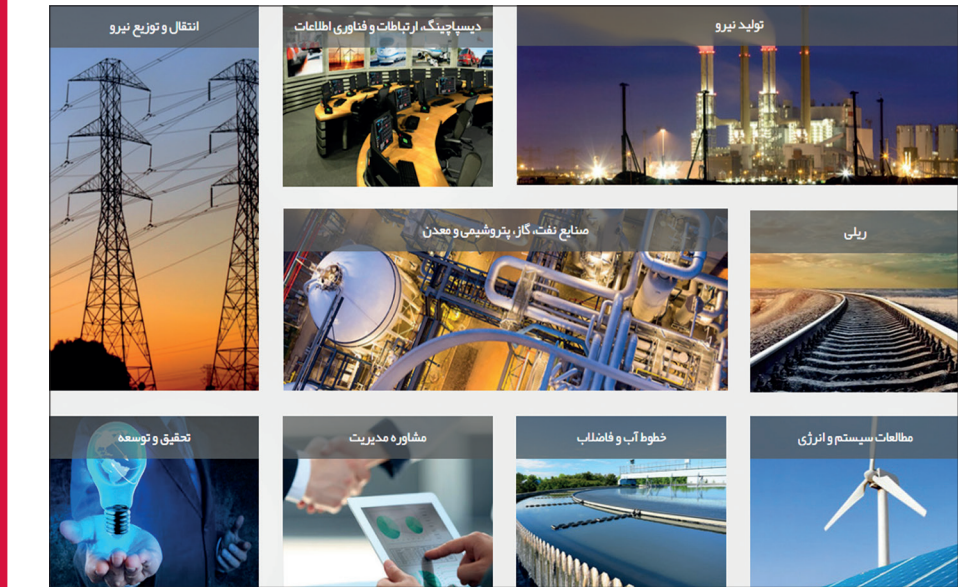 تولید نیرو
دیسپاچینگ، ارتباطات و فناوری اطلاعات
انتقال و توزیع نیرو
ریلی
صنایع نفت، گاز، پتروشیمی و معدن
مطالعات سیستم و انرژی
خطوط آب و فاضلاب
مشاوره مدیریت
تحقیق و توسعه